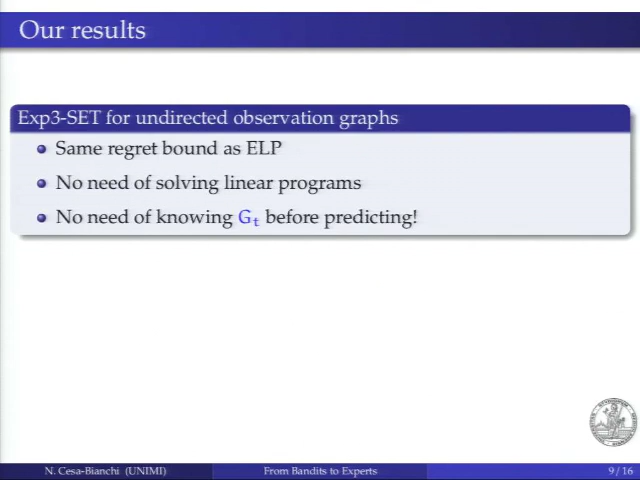 Our results
Exp3-SET for undirected observation graphs
Same regret bound as ELP
No need of solving linear programs
No need of knowing Gt before predicting!
N. Cesa-Bianchi (UNIMI) From Bandits to Experts 9 / 16